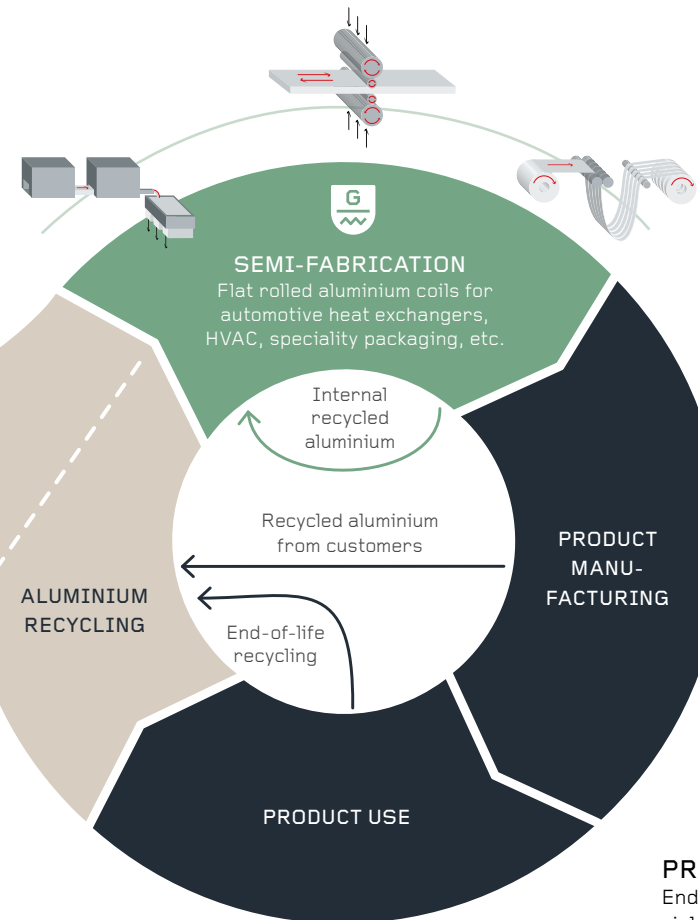 G
SEMI-FABRICATION
Flat rolled aluminium coils for
automotive heat exchangers,
HVAC, speciality packaging, etc.
Internal
recycled
aluminium
Recycled aluminium
from customers
PRODUCT
MANU-
FACTURING
ALUMINIUM
RECYCLING
End-of-life
recycling
PRODUCT USE
PR
End